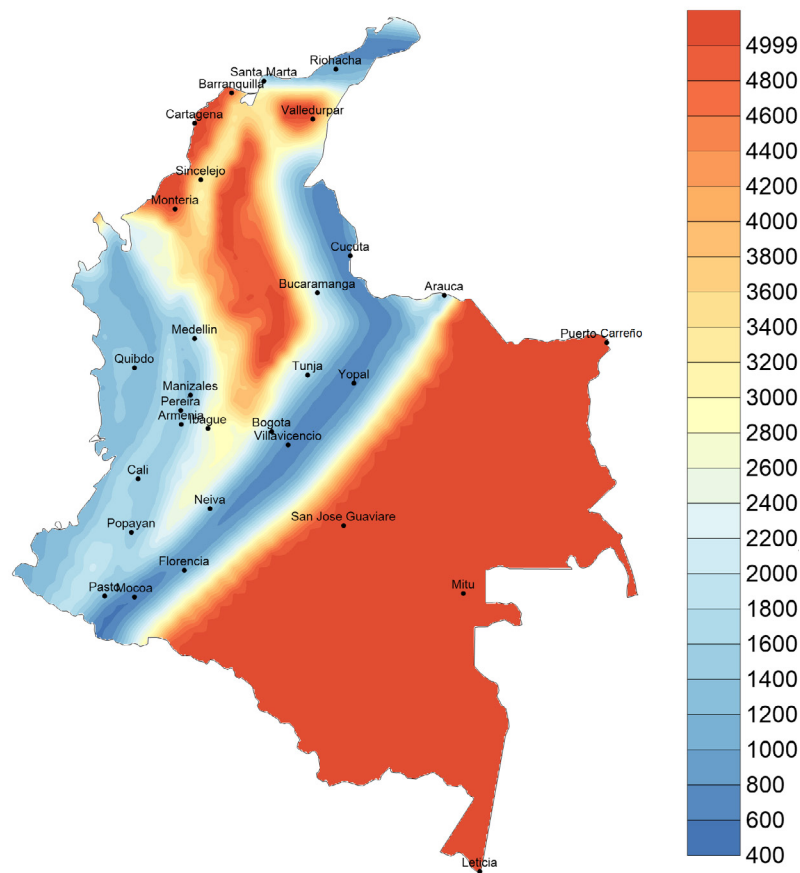 Riohacha
Santa Marta
Barranquilla
Valledurpar
Cartagena
Sincelejo
Monteria
Cucuta
Bucaramanga
Arauca
Medellin
Puerto Carreño
Quibdo
Tunja
Yopal
Manizales
Pereira
Armenia
Ibague
Bogota
Villavicencio
Cali
Neiva
San Jose Guaviare
Popayan
Florencia
Pasto
Mocoa
Mitu
Leticia
4999
4800
4600
4400
4200
4000
3800
3600
3400
3200
3000
2800
2600
2400
2200
2000
1800
1600
1400
1200
1000
800
600
400